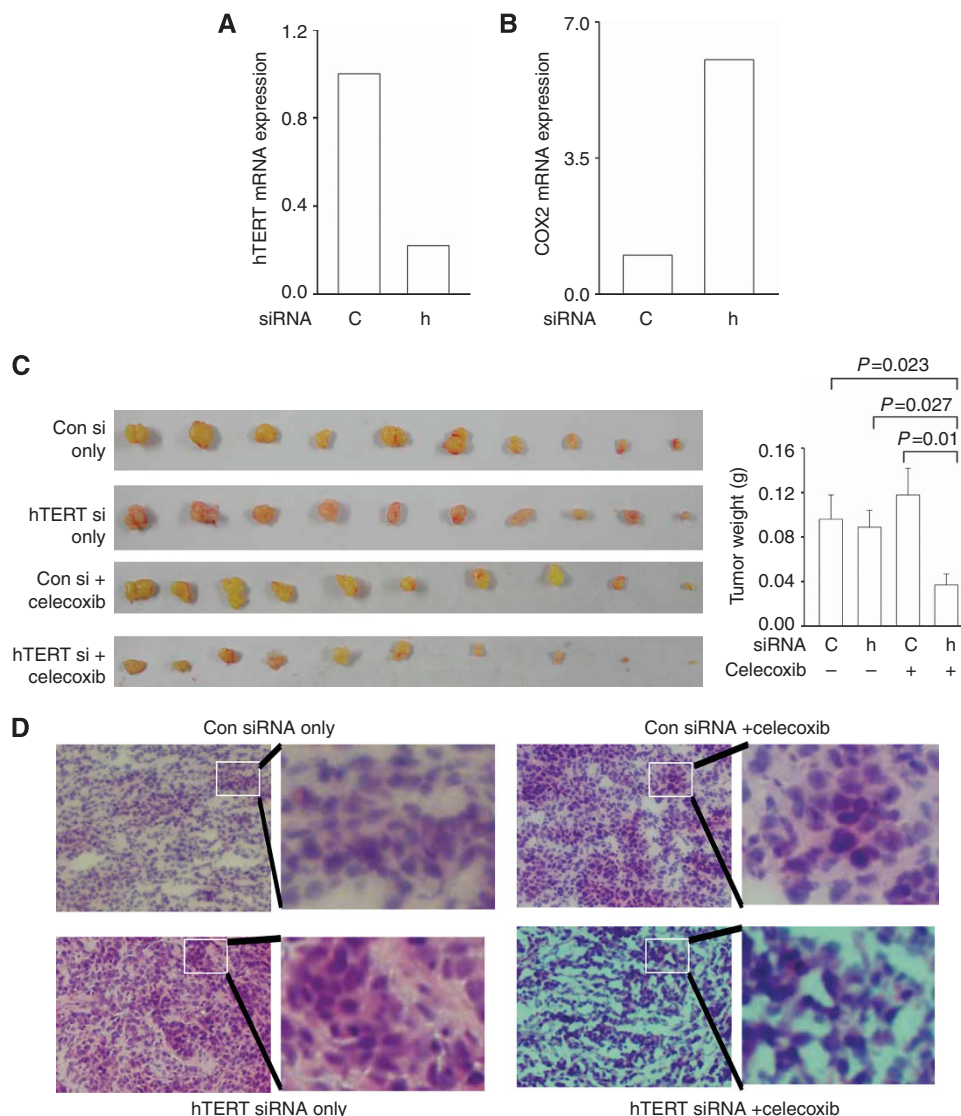 A
hTERT mRNA expression
1.2
0.8
0.4
0.0
siRNA C h
B
COX2 mRNA expression
7.0
3.5
0.0
siRNA C h
C
Con si
only
hTERT si
only
Con si +
celecoxib
hTERT si +
celecoxib
P=0.023
P=0.027
P=0.01
Tumor weight (g)
0.16
0.12
0.08
0.04
0.00
siRNA C h C h
Celecoxib – – + +
D
Con siRNA only
Con siRNA +celecoxib
hTERT siRNA only
hTERT siRNA +celecoxib